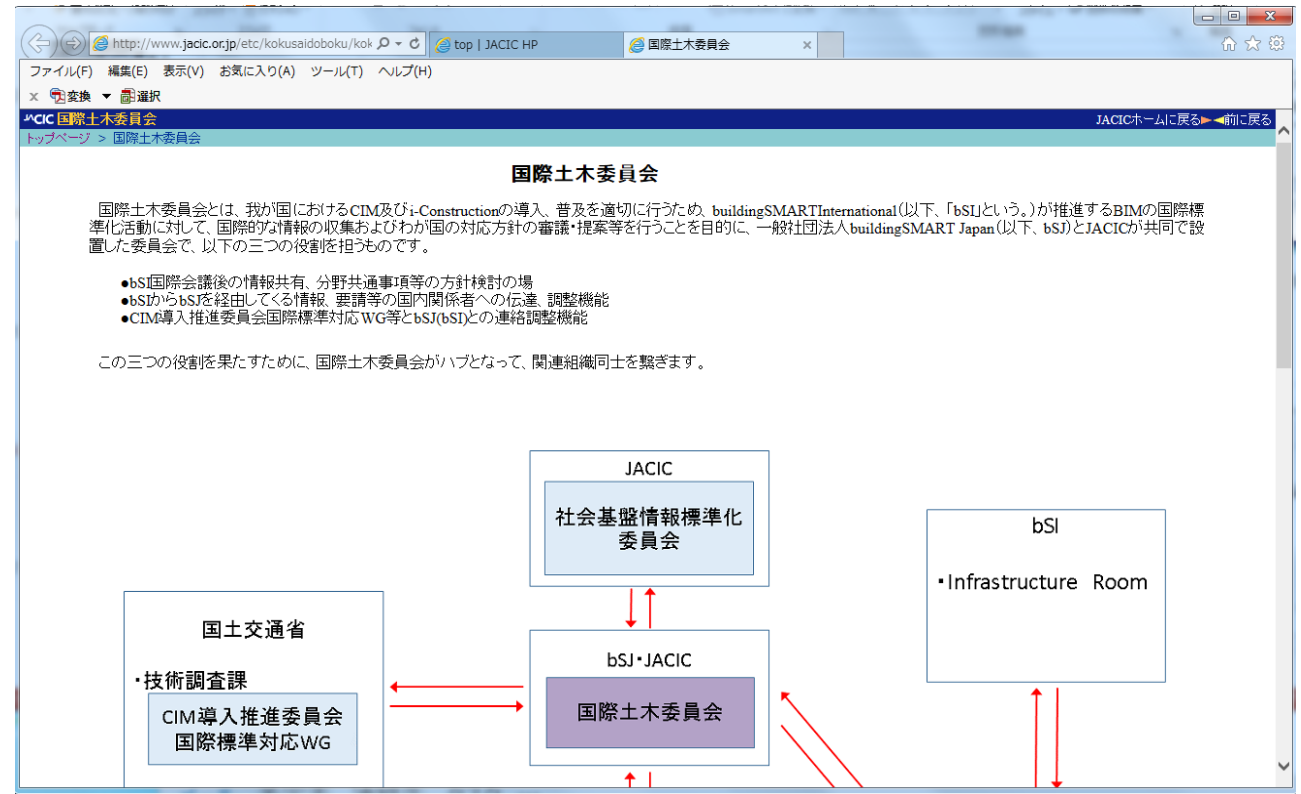 http://www.jacic.or.jp/etc/kokusaidoboku/kok
top | JACIC HP
国際土木委員会
ファイル(F) 編集(E) 表示(V) お気に入り(A) ツール(T) ヘルプ(H)
x 変換 ▼ 選択
JACIC 国際土木委員会 JACICホームに戻る►◄前に戻る
トップページ > 国際土木委員会
国際土木委員会
国際土木委員会とは、我が国におけるCIM及びi-Constructionの導入、普及を適切に行うため、buildingSMARTInternational(以下、「bSI」という。)が推進するBIMの国際標
準化活動に対して、国際的な情報の収集およびわが国の対応方針の審議・提案等を行うことを目的に、一般社団法人buildingSMART Japan(以下、bSJ)とJACICが共同で設
置した委員会で、以下の三つの役割を担うものです。
●bSI国際会議後の情報共有、分野共通事項等の方針検討の場
●bSIからbSJを経由してくる情報、要請等の国内関係者への伝達、調整機能
●CIM導入推進委員会国際標準対応WG等とbSJ(bSI)との連絡調整機能
この三つの役割を果たすために、国際土木委員会がハブとなって、関連組織同士を繋ぎます。
JACIC
社会基盤情報標準化
委員会
bSI
・Infrastructure Room
国土交通省
・技術調査課
CIM導入推進委員会
国際標準対応WG
bSJ・JACIC
国際土木委員会